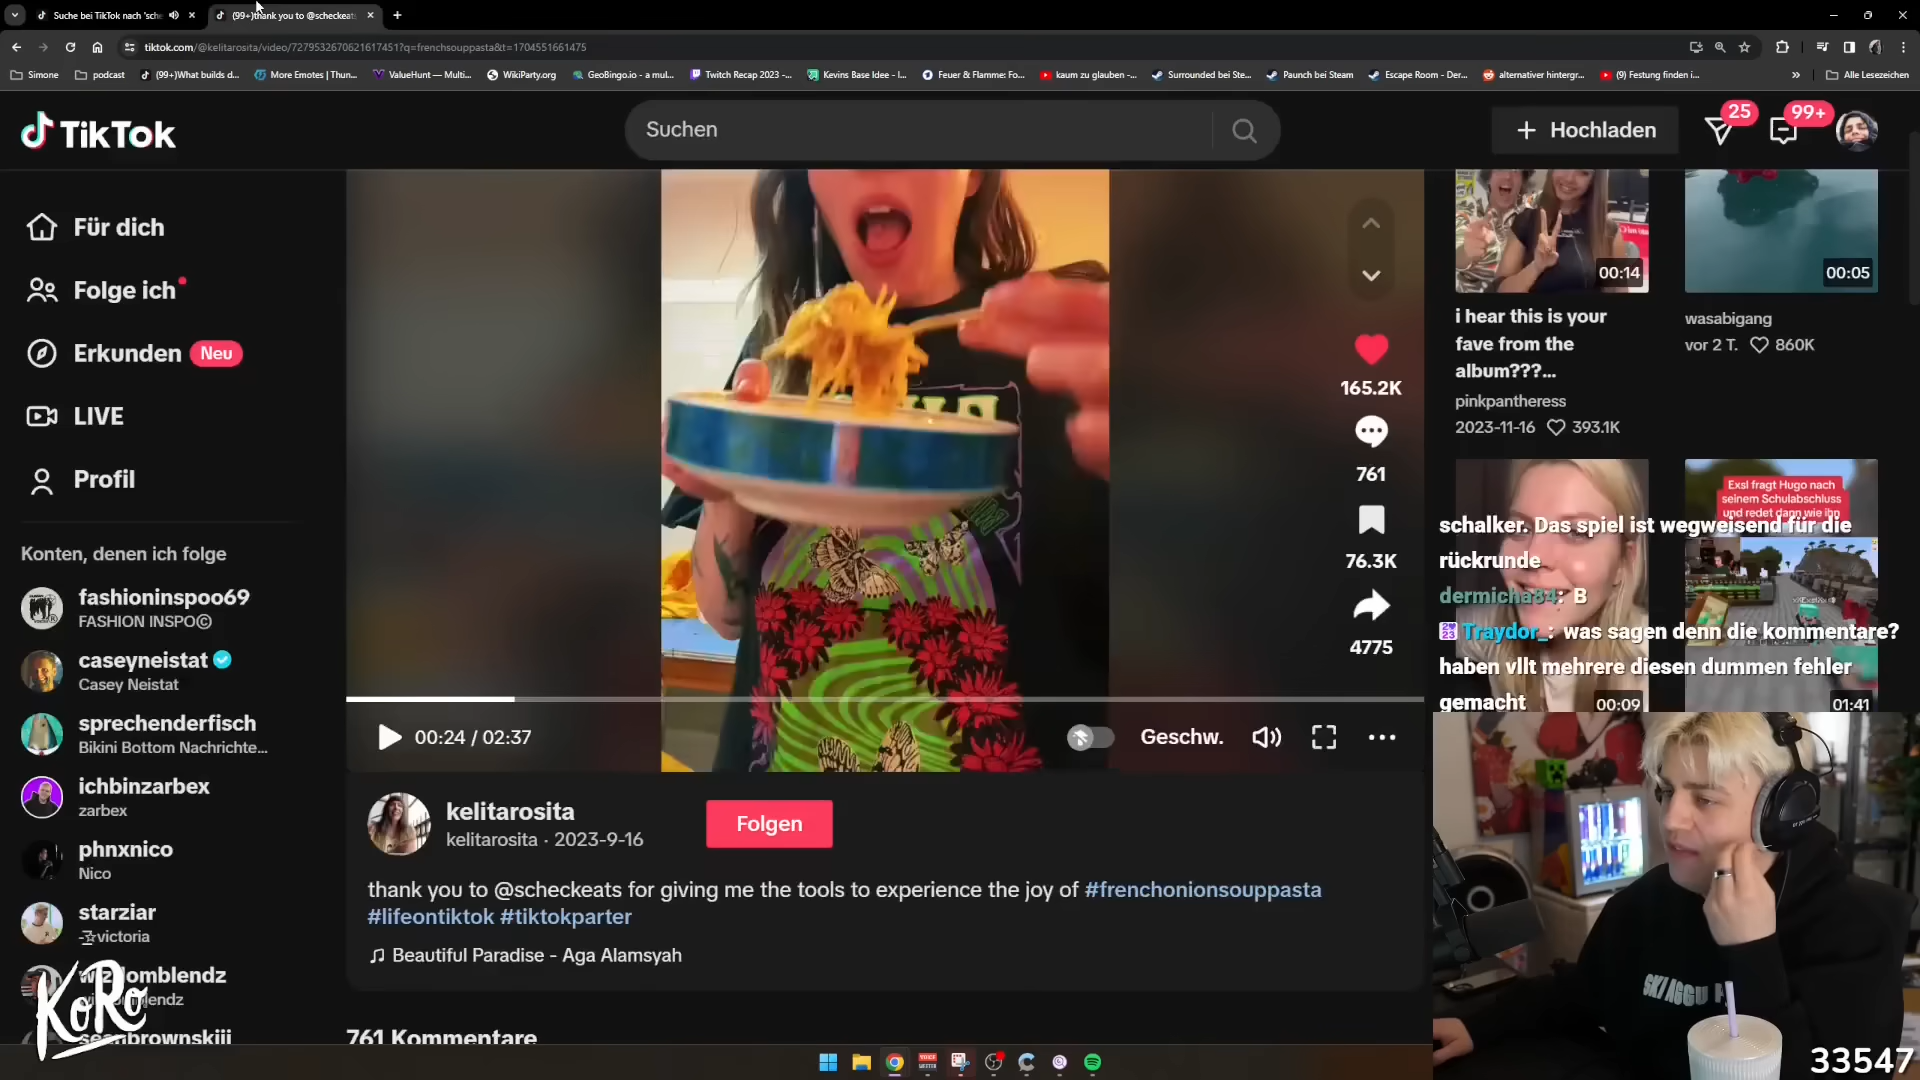 Suche bei TikTok nach 'sche
(99+)thank you to @scheckeats
tiktok.com/@kelitarosita/video/7279532670621617451?q=frenchsouppasta&t=1704551661475
Simone
podcast
(99+)What builds d...
More Emotes | Thun...
ValueHunt — Multi...
WikiParty.org
GeoBingo.io - a mul...
Twitch Recap 2023 -...
Kevins Base Idee - I...
Feuer & Flamme: Fo...
kaum zu glauben -...
Surrounded bei Ste...
Paunch bei Steam
Escape Room - Der...
alternativer hintergr...
(9) Festung finden i...
Alle Lesezeichen
TikTok
Suchen
Hochladen
25
99+
Für dich
Folge ich
Erkunden Neu
LIVE
Profil
Konten, denen ich folge
fashioninspoo69
FASHION INSPO©
caseyneistat
Casey Neistat
sprechenderfisch
Bikini Bottom Nachrichte...
ichbinzarbex
zarbex
phnxnico
Nico
starziar
victoria
KoRo
165.2K
761
76.3K
4775
00:24 / 02:37
Geschw.
kelitarosita
kelitarosita · 2023-9-16
Folgen
thank you to @scheckeats for giving me the tools to experience the joy of #frenchonionsouppasta
#lifeontiktok #tiktokparter
Beautiful Paradise - Aga Alamsyah
761 Kommentare
00:14
i hear this is your
fave from the
album???...
pinkpantheress
2023-11-16 393.1K
00:05
wasabigang
vor 2 T. 860K
Exsl fragt Hugo nach
seinem Schulabschluss
und redet dann wie ihn
schalker. Das spiel ist wegweisend für die
rückrunde
dermicha84: B
Traydor_: was sagen denn die kommentare?
haben vllt mehrere diesen dummen fehler
gemacht
00:09
01:41
33547